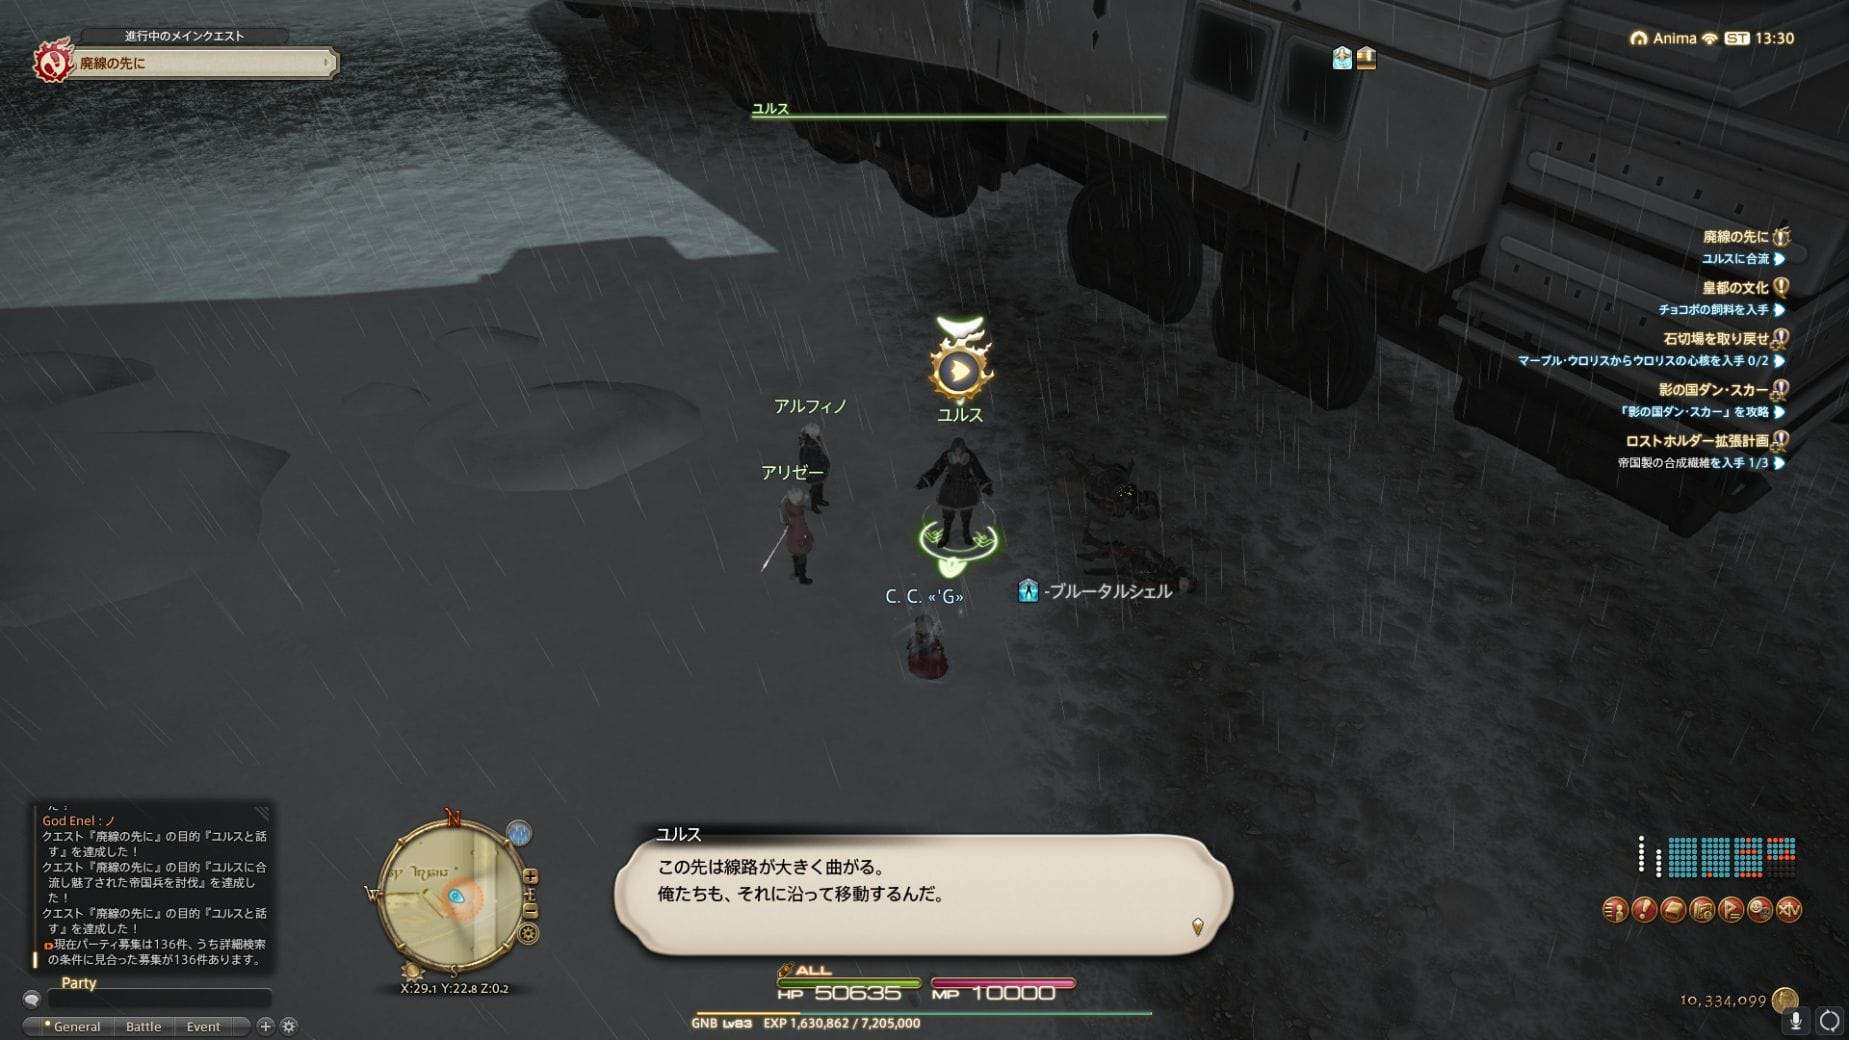 進行中のメインクエスト
廃線の先に
Anima ST 13:30
ユルス
廃線の先に
ユルスに合流
皇都の文化
チョコボの飼料を入手
石切場を取り戻せ
マーブル・ウロリスからウロリスの心核を入手 0/2
影の国ダン・スカー
「影の国ダン・スカー」を攻略
ロストホルダー拡張計画
帝国製の合成繊維を入手 1/3
アルフィノ
ユルス
アリゼー
C. C. «'G»
-ブルータルシェル
God Enel : ノ
クエスト『廃線の先に』の目的『ユルスと話
す』を達成した！
クエスト『廃線の先に』の目的『ユルスに合
流し魅了された帝国兵を討伐』を達成し
た！
クエスト『廃線の先に』の目的『ユルスと話
す』を達成した！
現在パーティ募集は136件、うち詳細検索
の条件に見合った募集が136件あります。
Party
General Battle Event
N
W
S
X:29.1 Y:22.8 Z:0.2
ユルス
この先は線路が大きく曲がる。
俺たちも、それに沿って移動するんだ。
ALL
HP 50635 MP 10000
GNB Lv83 EXP 1,630,862 / 7,205,000
XIV
10,334,099